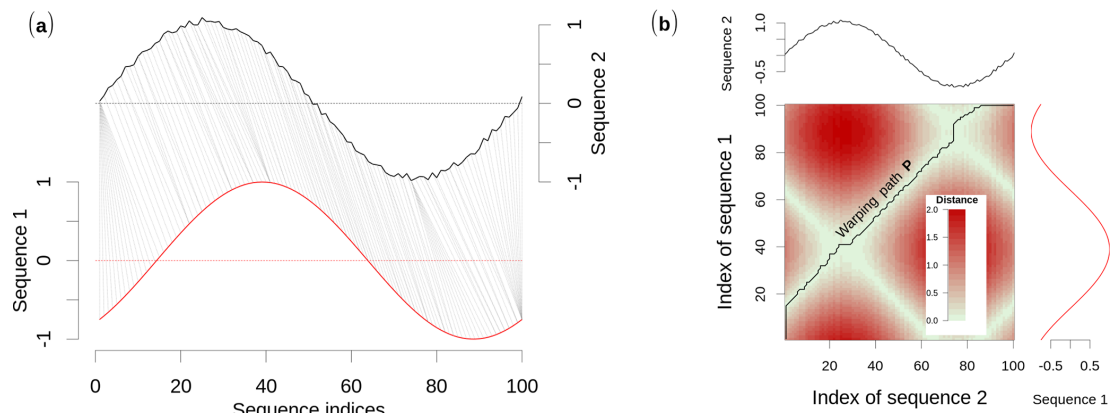 (a)
1
0
-1
Sequence 2
1
0
-1
Sequence 1
0 20 40 60 80 100
Sequence indices
(b)
Sequence 2
1.0
-0.5
Index of sequence 1
100
80
60
40
20
Warping path P
Distance
2.0
1.5
1.0
0.5
0.0
20 40 60 80 100
Index of sequence 2
-0.5 0.5
Sequence 1